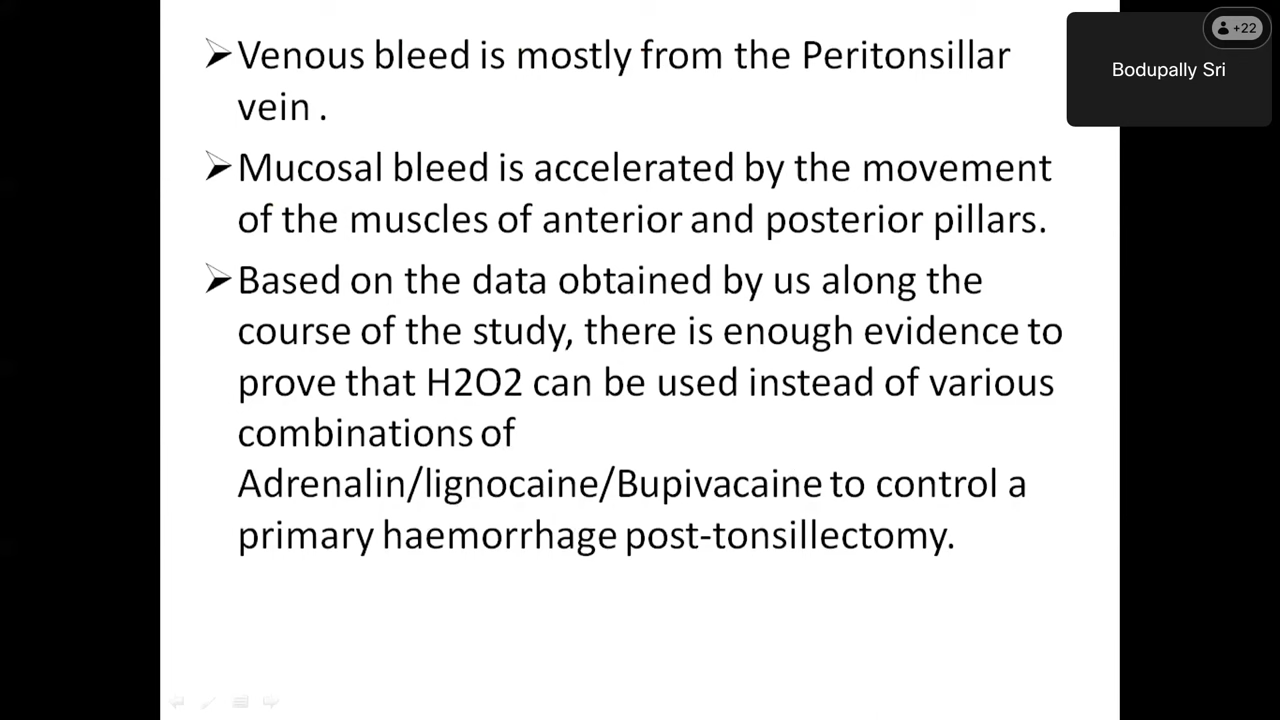 Venous bleed is mostly from the Peritonsillar
vein .
Mucosal bleed is accelerated by the movement
of the muscles of anterior and posterior pillars.
Based on the data obtained by us along the
course of the study, there is enough evidence to
prove that H2O2 can be used instead of various
combinations of
Adrenalin/lignocaine/Bupivacaine to control a
primary haemorrhage post-tonsillectomy.
+22
Bodupally Sri